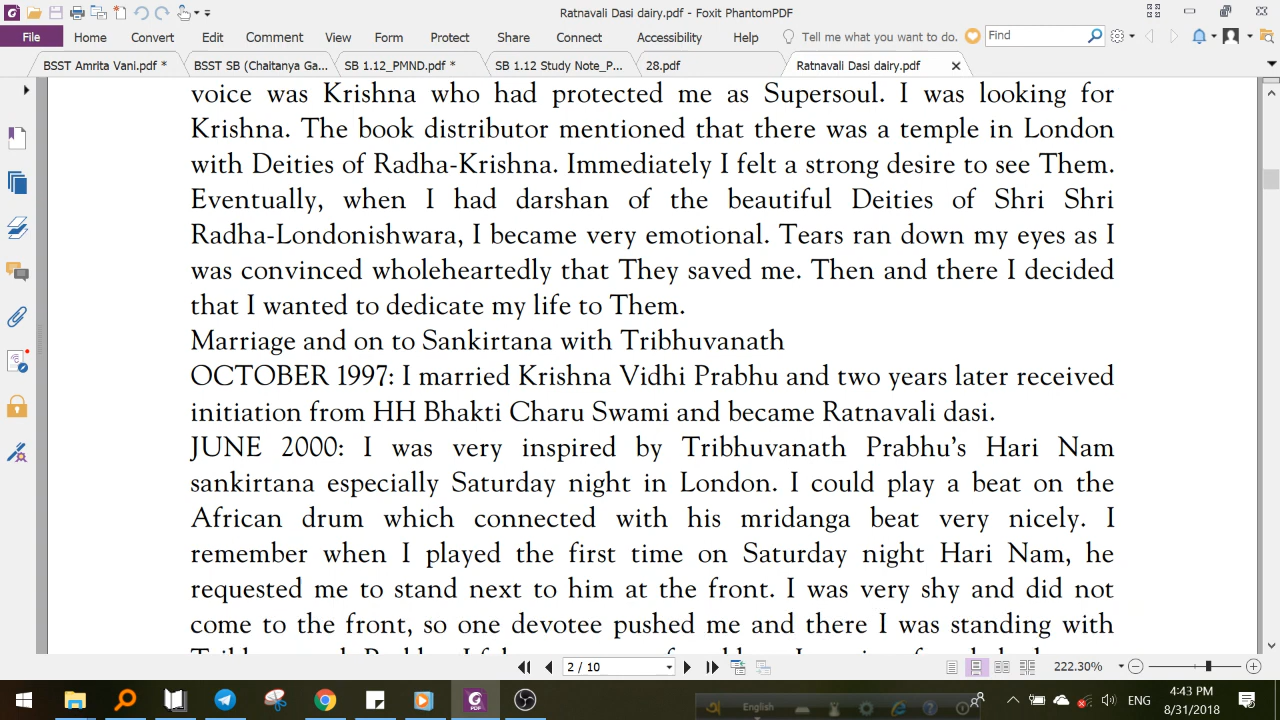 Ratnavali Dasi dairy.pdf - Foxit PhantomPDF
File Home Convert Edit Comment View Form Protect Share Connect Accessibility Help Tell me what you want to do. Find
BSST Amrita Vani.pdf * BSST SB (Chaitanya Ga... SB 1.12_PMND.pdf * SB 1.12 Study Note_P... 28.pdf Ratnavali Dasi dairy.pdf
voice was Krishna who had protected me as Supersoul. I was looking for
Krishna. The book distributor mentioned that there was a temple in London
with Deities of Radha-Krishna. Immediately I felt a strong desire to see Them.
Eventually, when I had darshan of the beautiful Deities of Shri Shri
Radha-Londonishwara, I became very emotional. Tears ran down my eyes as I
was convinced wholeheartedly that They saved me. Then and there I decided
that I wanted to dedicate my life to Them.
Marriage and on to Sankirtana with Tribhuvanath
OCTOBER 1997: I married Krishna Vidhi Prabhu and two years later received
initiation from HH Bhakti Charu Swami and became Ratnavali dasi.
JUNE 2000: I was very inspired by Tribhuvanath Prabhu's Hari Nam
sankirtana especially Saturday night in London. I could play a beat on the
African drum which connected with his mridanga beat very nicely. I
remember when I played the first time on Saturday night Hari Nam, he
requested me to stand next to him at the front. I was very shy and did not
come to the front, so one devotee pushed me and there I was standing with
2 / 10 222.30%
English ENG 4:43 PM
8/31/2018